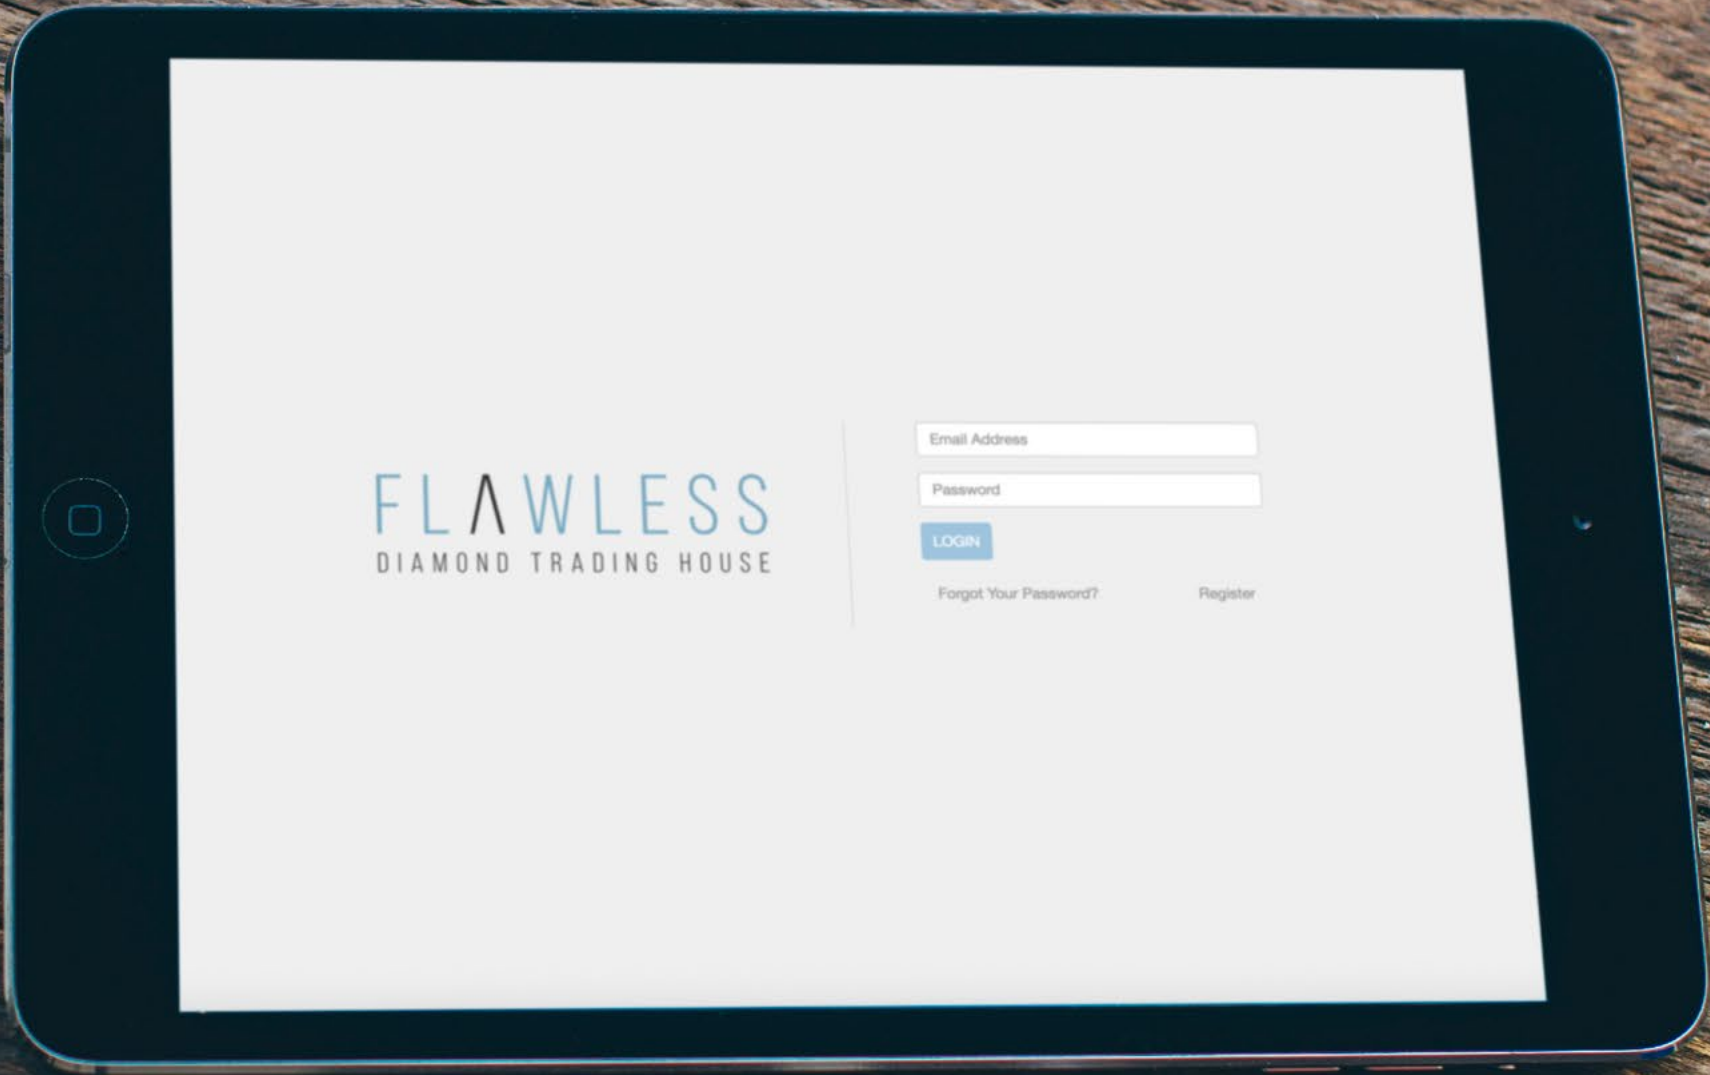 FLAWLESS
DIAMOND TRADING HOUSE
Email Address
Password
LOGIN
Forgot Your Password? Register